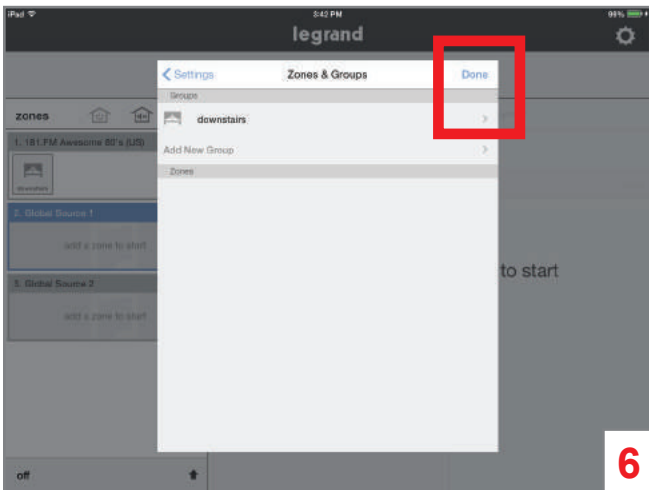 iPad 3:42 PM 98%
legrand
Settings Zones & Groups Done
Groups
downstairs
Add New Group
Zones
zones
1. 181.FM Awesome 80's (US)
downstairs
2. Global Source 1
add a zone to start
3. Global Source 2
add a zone to start
to start
off
6